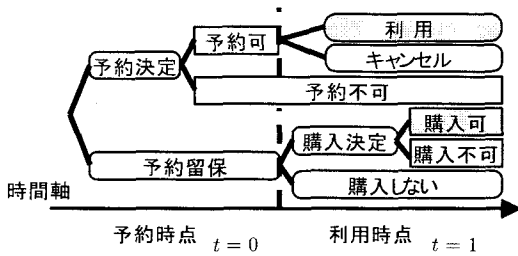 利用
予約可
キャンセル
予約決定
予約不可
購入可
購入決定
購入不可
予約留保
購入しない
時間軸
予約時点 t = 0 利用時点 t = 1